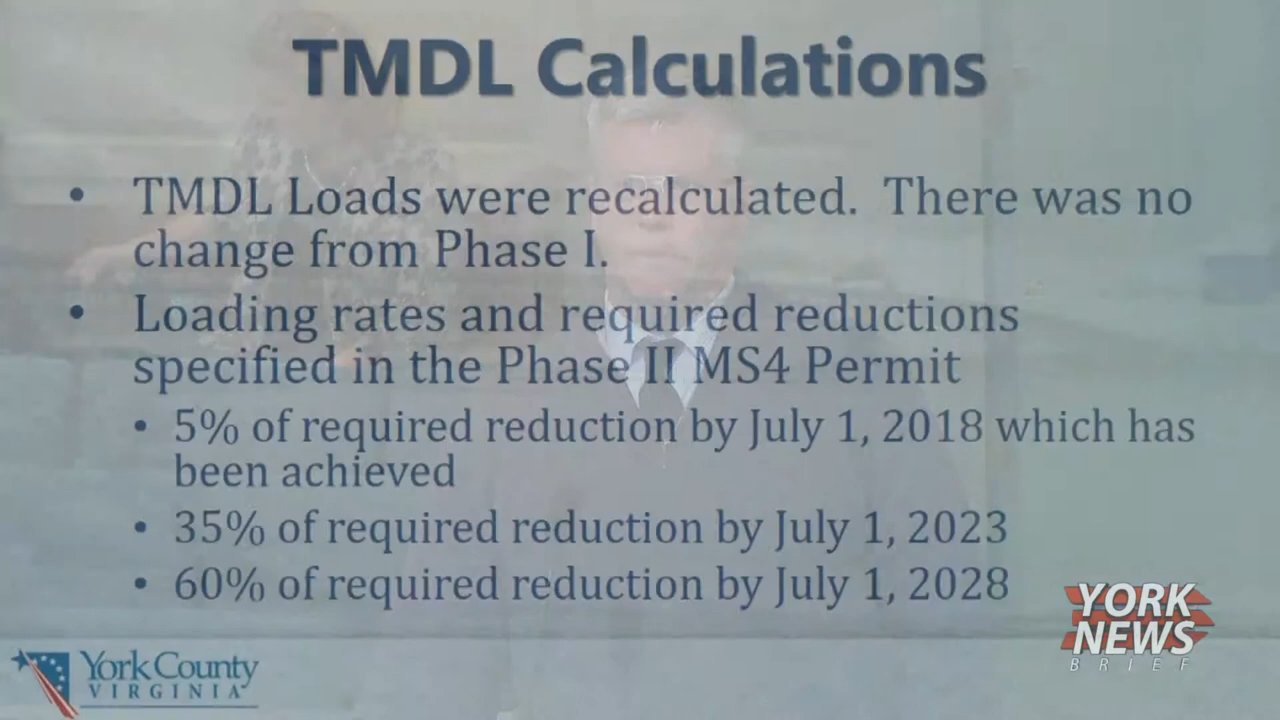 TMDL Calculations
• TMDL Loads were recalculated. There was no
change from Phase I.
• Loading rates and required reductions
specified in the Phase II MS4 Permit
• 5% of required reduction by July 1, 2018 which has
been achieved
• 35% of required reduction by July 1, 2023
• 60% of required reduction by July 1, 2028
YORK
NEWS
BRIEF
York County
VIRGINIA